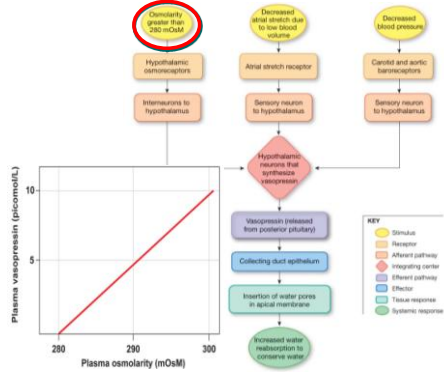 Osmolarity
greater than
280 mOsM
Decreased
atrial stretch due
to low blood
volume
Decreased
blood pressure
Hypothalamic
osmoreceptors
Atrial stretch receptor
Carotid and aortic
baroreceptors
Interneurons to
hypothalamus
Sensory neuron
to hypothalamus
Sensory neuron
to hypothalamus
Hypothalamic
neurons that
synthesize
vasopressin
Plasma vasopressin (picomol/L)
10
5
280
290
300
Plasma osmolarity (mOsM)
Vasopressin (released
from posterior pituitary)
Collecting duct epithelium
Insertion of water pores
in apical membrane
Increased water
reabsorption to
conserve water
KEY
Stimulus
Receptor
Afferent pathway
Integrating center
Efferent pathway
Effector
Tissue response
Systemic response